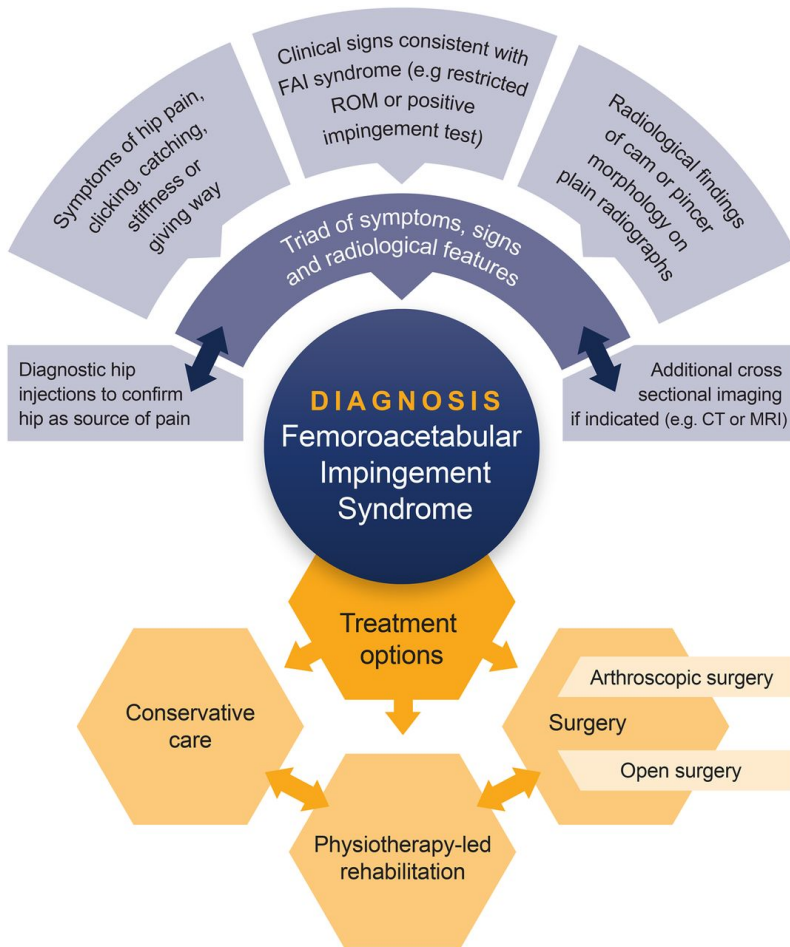 Symptoms of hip pain,
clicking, catching,
stiffness or
giving way
Clinical signs consistent with
FAI syndrome (e.g restricted
ROM or positive
impingement test)
Radiological findings
of cam or pincer
morphology on
plain radiographs
Triad of symptoms, signs
and radiological features
Diagnostic hip
injections to confirm
hip as source of pain
Additional cross
sectional imaging
if indicated (e.g. CT or MRI)
DIAGNOSIS
Femoroacetabular
Impingement
Syndrome
Treatment
options
Conservative
care
Physiotherapy-led
rehabilitation
Surgery
Arthroscopic surgery
Open surgery